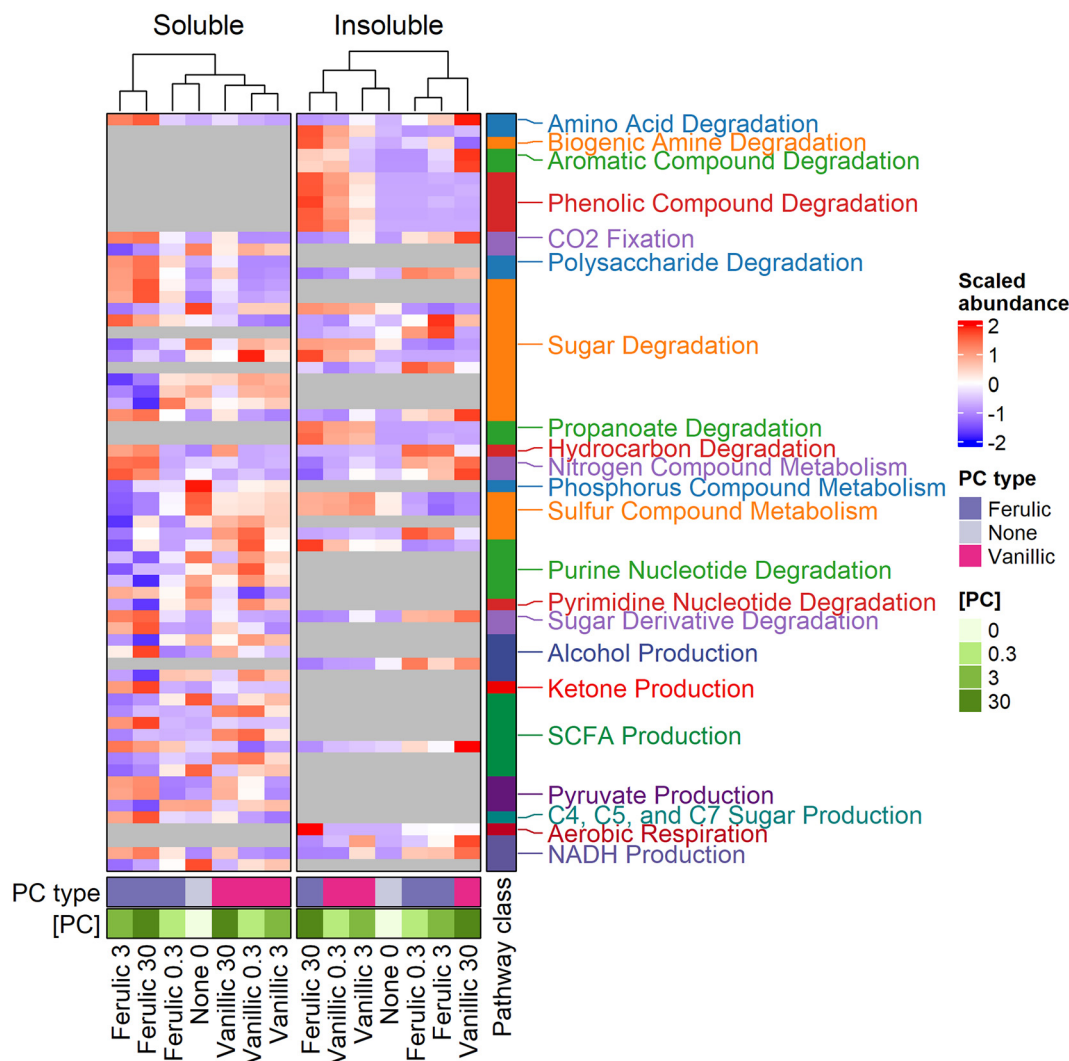 Soluble
Insoluble
Amino Acid Degradation
Biogenic Amine Degradation
Aromatic Compound Degradation
Phenolic Compound Degradation
CO2 Fixation
Polysaccharide Degradation
Sugar Degradation
Propanoate Degradation
Hydrocarbon Degradation
Nitrogen Compound Metabolism
Phosphorus Compound Metabolism
Sulfur Compound Metabolism
Purine Nucleotide Degradation
Pyrimidine Nucleotide Degradation
Sugar Derivative Degradation
Alcohol Production
Ketone Production
SCFA Production
Pyruvate Production
C4, C5, and C7 Sugar Production
Aerobic Respiration
NADH Production
Scaled
abundance
2
1
0
-1
-2
PC type
Ferulic
None
Vanillic
[PC]
0
0.3
3
30
PC type
[PC]
Ferulic 3
Ferulic 30
Ferulic 0.3
None 0
Vanillic 30
Vanillic 0.3
Vanillic 3
Ferulic 30
Vanillic 0.3
Vanillic 3
None 0
Ferulic 0.3
Ferulic 3
Vanillic 30
Pathway class